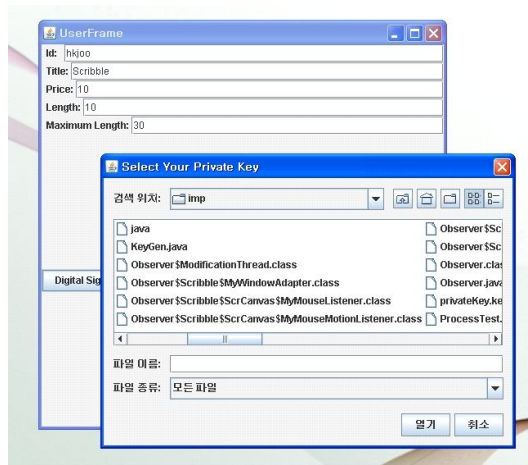 UserFrame
Id: hkjoo
Title: Scribble
Price: 10
Length: 10
Maximum Length: 30
Digital Sig
Select Your Private Key
검색 위치: imp
java
KeyGen.java
Observer$ModificationThread.class
Observer$Scribble$MyWindowAdapter.class
Observer$Scribble$ScrCanvas$MyMouseListener.class
Observer$Scribble$ScrCanvas$MyMouseMotionListener.class
Observer$Sc
Observer$Sc
Observer.clas
Observer.java
privateKey.ke
ProcessTest.
파일 이름:
파일 종류: 모든 파일
열기 취소